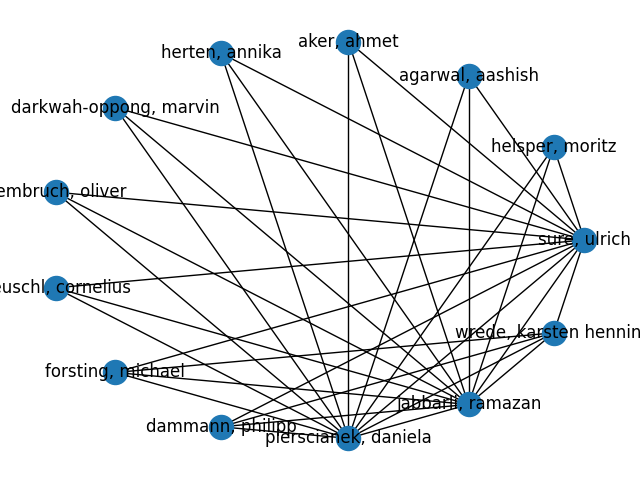 aker, ahmet
herten, annika
agarwal, aashish
darkwah-oppong, marvin
helsper, moritz
embruch, oliver
sure, ulrich
euschl, cornelius
wrede, karsten hennin
forsting, michael
jabbarli, ramazan
dammann, philipp
pierscianek, daniela